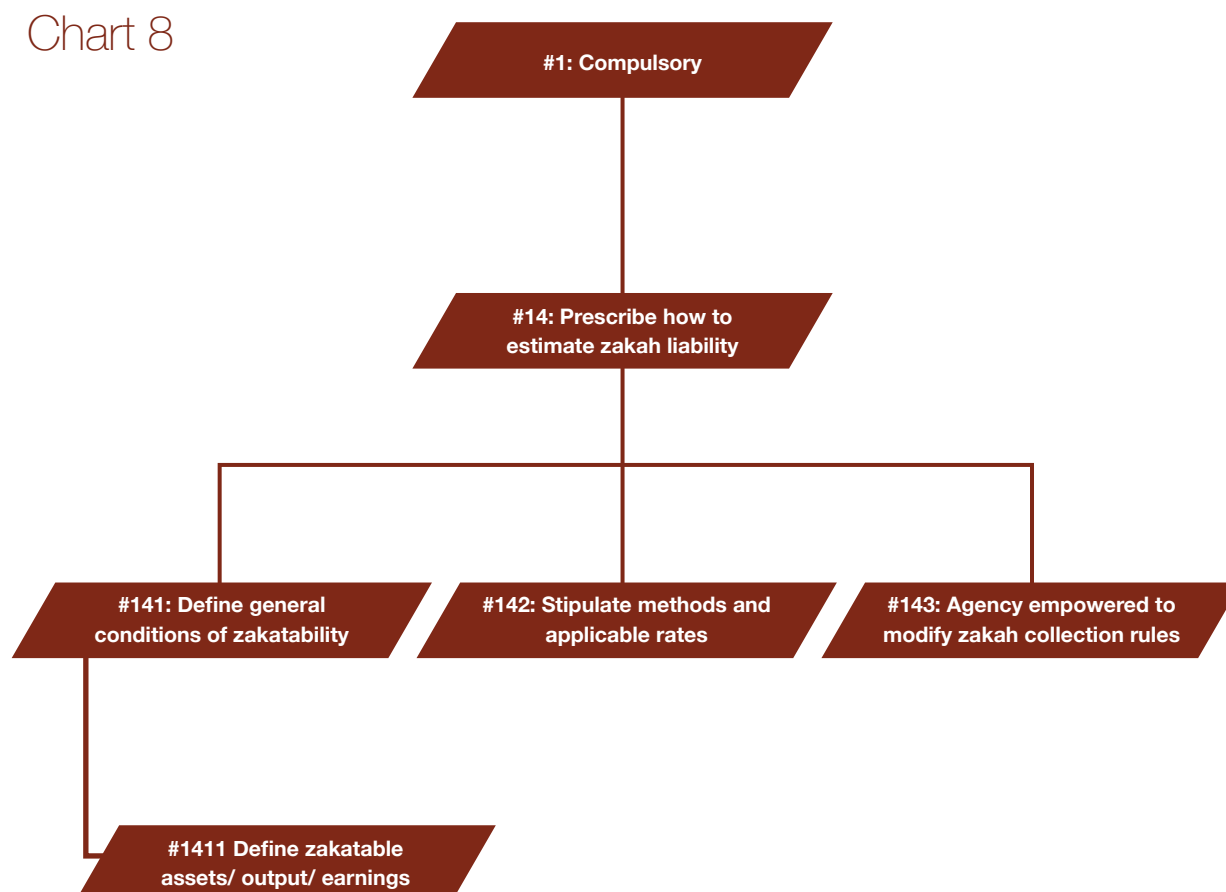 Chart 8
#1: Compulsory
#14: Prescribe how to
estimate zakah liability
#141: Define general
conditions of zakatability
#142: Stipulate methods and
applicable rates
#143: Agency empowered to
modify zakah collection rules
#1411 Define zakatable
assets/ output/ earnings